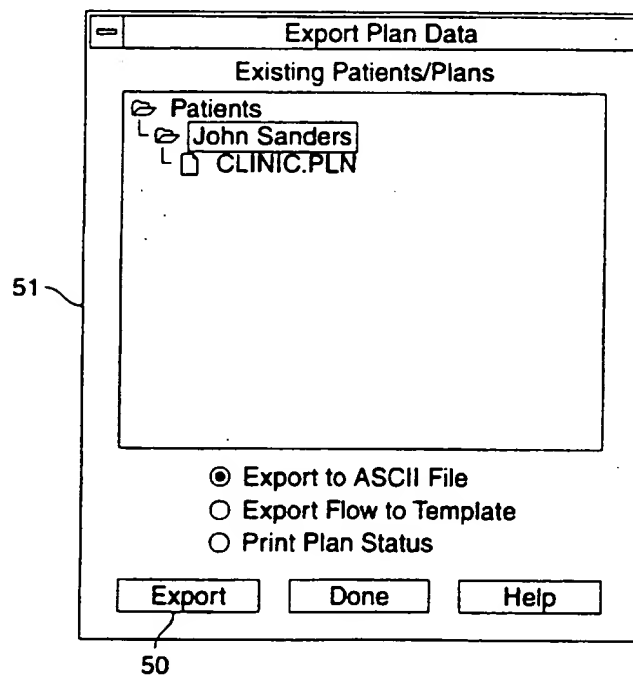 Export Plan Data
Existing Patients/Plans
Patients
John Sanders
CLINIC.PLN
51
Export to ASCII File
Export Flow to Template
Print Plan Status
Export Done Help
50